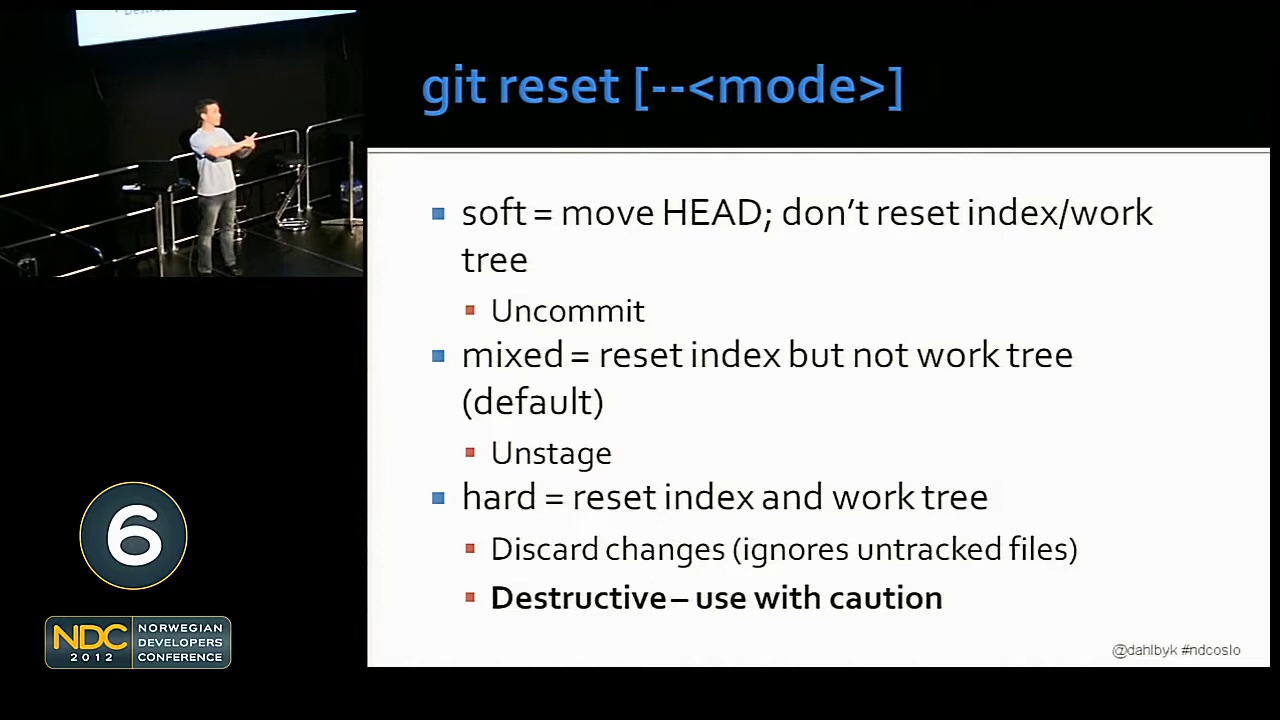 git reset [--<mode>]
soft = move HEAD; don't reset index/work
tree
Uncommit
mixed = reset index but not work tree
(default)
Unstage
hard = reset index and work tree
Discard changes (ignores untracked files)
Destructive – use with caution
@dahlbyk #ndcoslo
6
NDC
2012
NORWEGIAN
DEVELOPERS
CONFERENCE